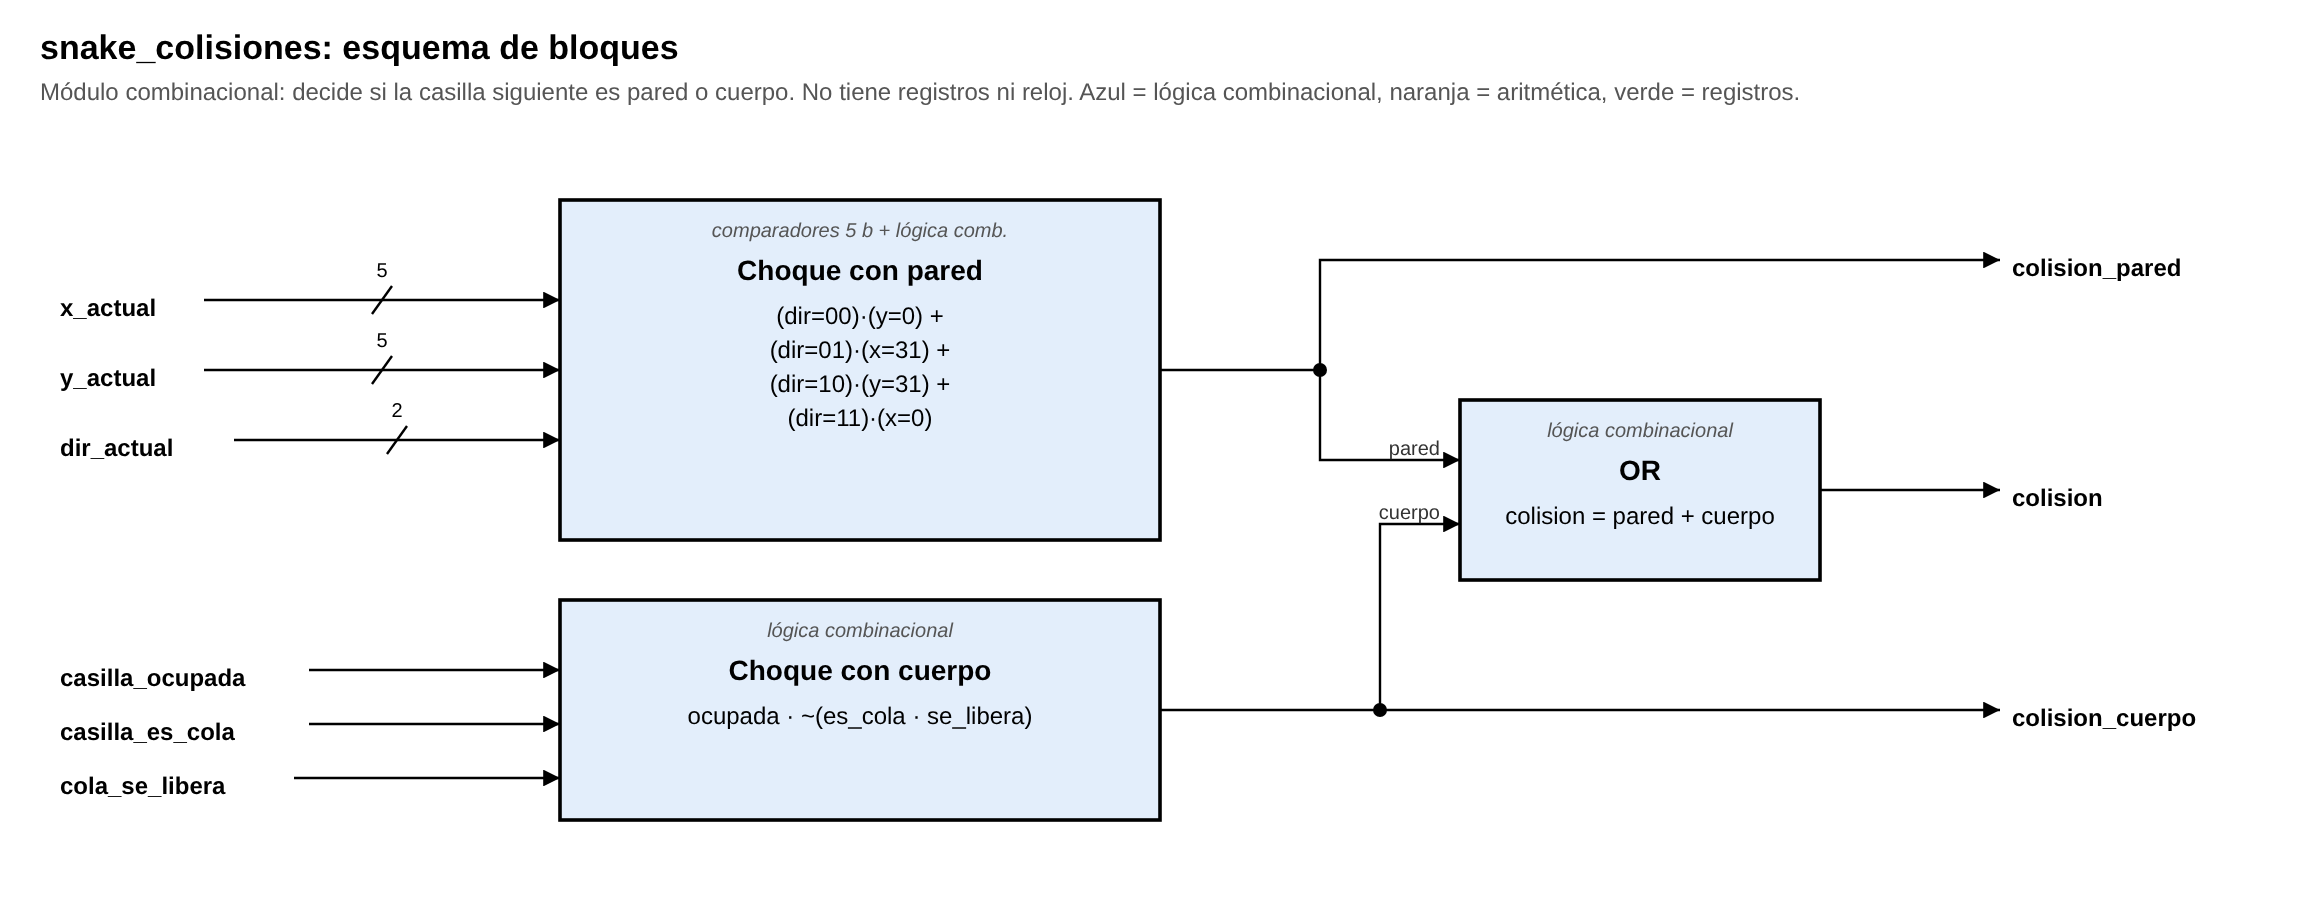 snake_colisiones: esquema de bloques
Módulo combinacional: decide si la casilla siguiente es pared o cuerpo. No tiene registros ni reloj. Azul = lógica combinacional, naranja = aritmética, verde = registros.
x_actual
5
y_actual
5
dir_actual
2
comparadores 5 b + lógica comb.
Choque con pared
(dir=00)·(y=0) +
(dir=01)·(x=31) +
(dir=10)·(y=31) +
(dir=11)·(x=0)
colision_pared
pared
cuerpo
lógica combinacional
OR
colision = pared + cuerpo
colision
casilla_ocupada
casilla_es_cola
cola_se_libera
lógica combinacional
Choque con cuerpo
ocupada · ~(es_cola · se_libera)
colision_cuerpo